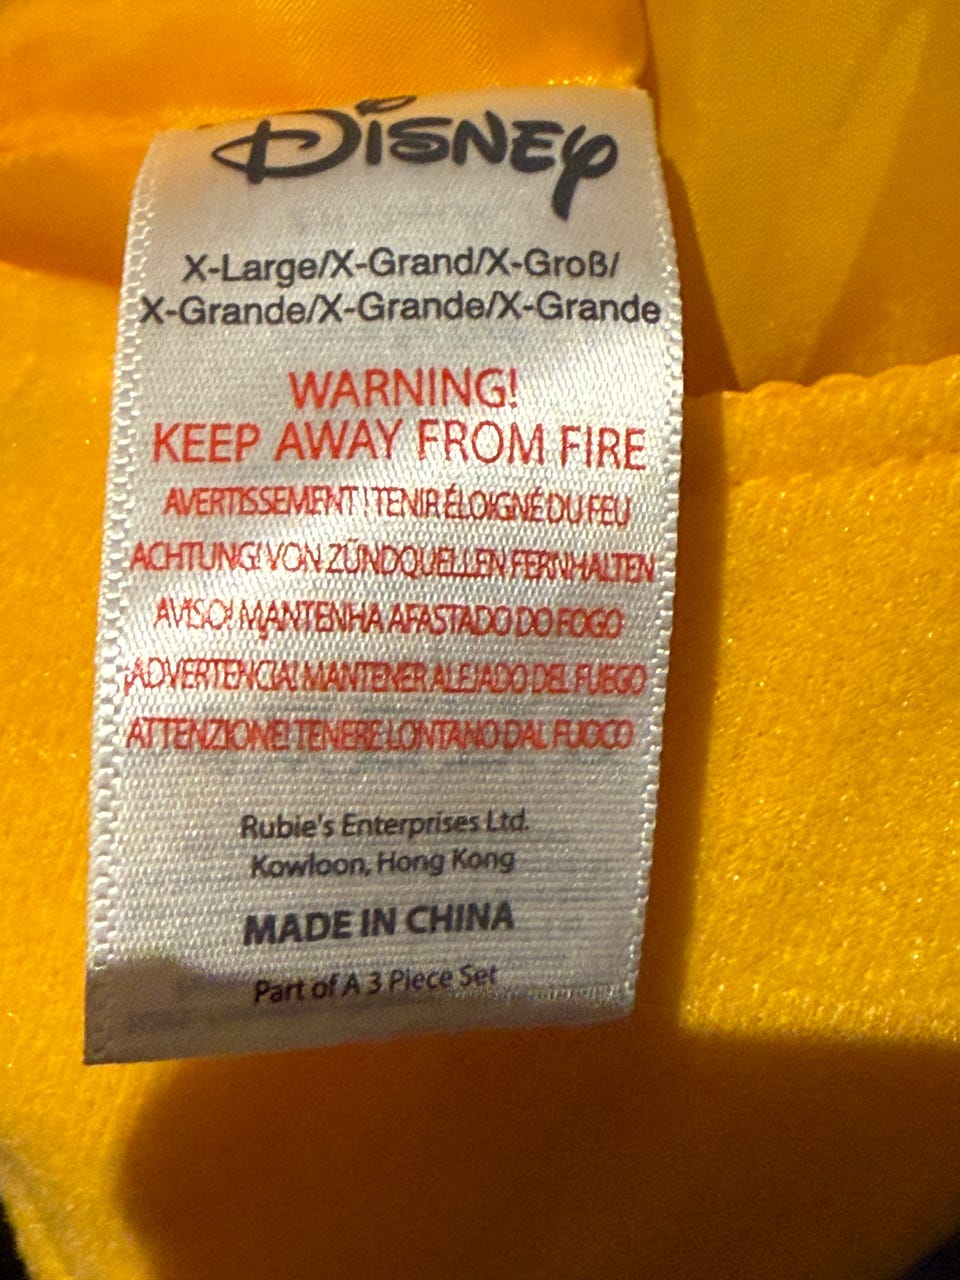 Disney
X-Large/X-Grand/X-Groß/
X-Grande/X-Grande/X-Grande
WARNING!
KEEP AWAY FROM FIRE
AVERTISSEMENT ! TENIR ÉLOIGNÉ DU FEU
ACHTUNG! VON ZÜNDQUELLEN FERNHALTEN
AVISO! MANTENHA AFASTADO DO FOGO
¡ADVERTENCIA! MANTENER ALEJADO DEL FUEGO
ATTENZIONE! TENERE LONTANO DAL FUOCO
Rubie's Enterprises Ltd.
Kowloon, Hong Kong
MADE IN CHINA
Part of A 3 Piece Set